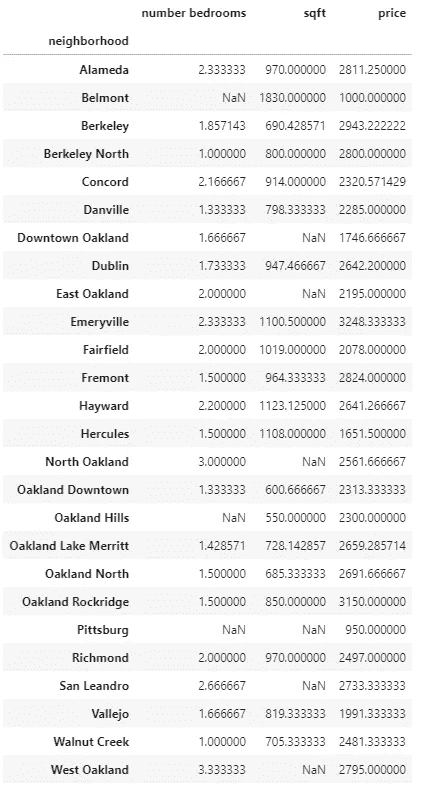 number bedrooms sqft price
neighborhood
Alameda 2.333333 970.000000 2811.250000
Belmont NaN 1830.000000 1000.000000
Berkeley 1.857143 690.428571 2943.222222
Berkeley North 1.000000 800.000000 2800.000000
Concord 2.166667 914.000000 2320.571429
Danville 1.333333 798.333333 2285.000000
Downtown Oakland 1.666667 NaN 1746.666667
Dublin 1.733333 947.466667 2642.200000
East Oakland 2.000000 NaN 2195.000000
Emeryville 2.333333 1100.500000 3248.333333
Fairfield 2.000000 1019.000000 2078.000000
Fremont 1.500000 964.333333 2824.000000
Hayward 2.200000 1123.125000 2641.266667
Hercules 1.500000 1108.000000 1651.500000
North Oakland 3.000000 NaN 2561.666667
Oakland Downtown 1.333333 600.666667 2313.333333
Oakland Hills NaN 550.000000 2300.000000
Oakland Lake Merritt 1.428571 728.142857 2659.285714
Oakland North 1.500000 685.333333 2691.666667
Oakland Rockridge 1.500000 850.000000 3150.000000
Pittsburg NaN NaN 950.000000
Richmond 2.000000 970.000000 2497.000000
San Leandro 2.666667 NaN 2733.333333
Vallejo 1.666667 819.333333 1991.333333
Walnut Creek 1.000000 705.333333 2481.333333
West Oakland 3.333333 NaN 2795.000000